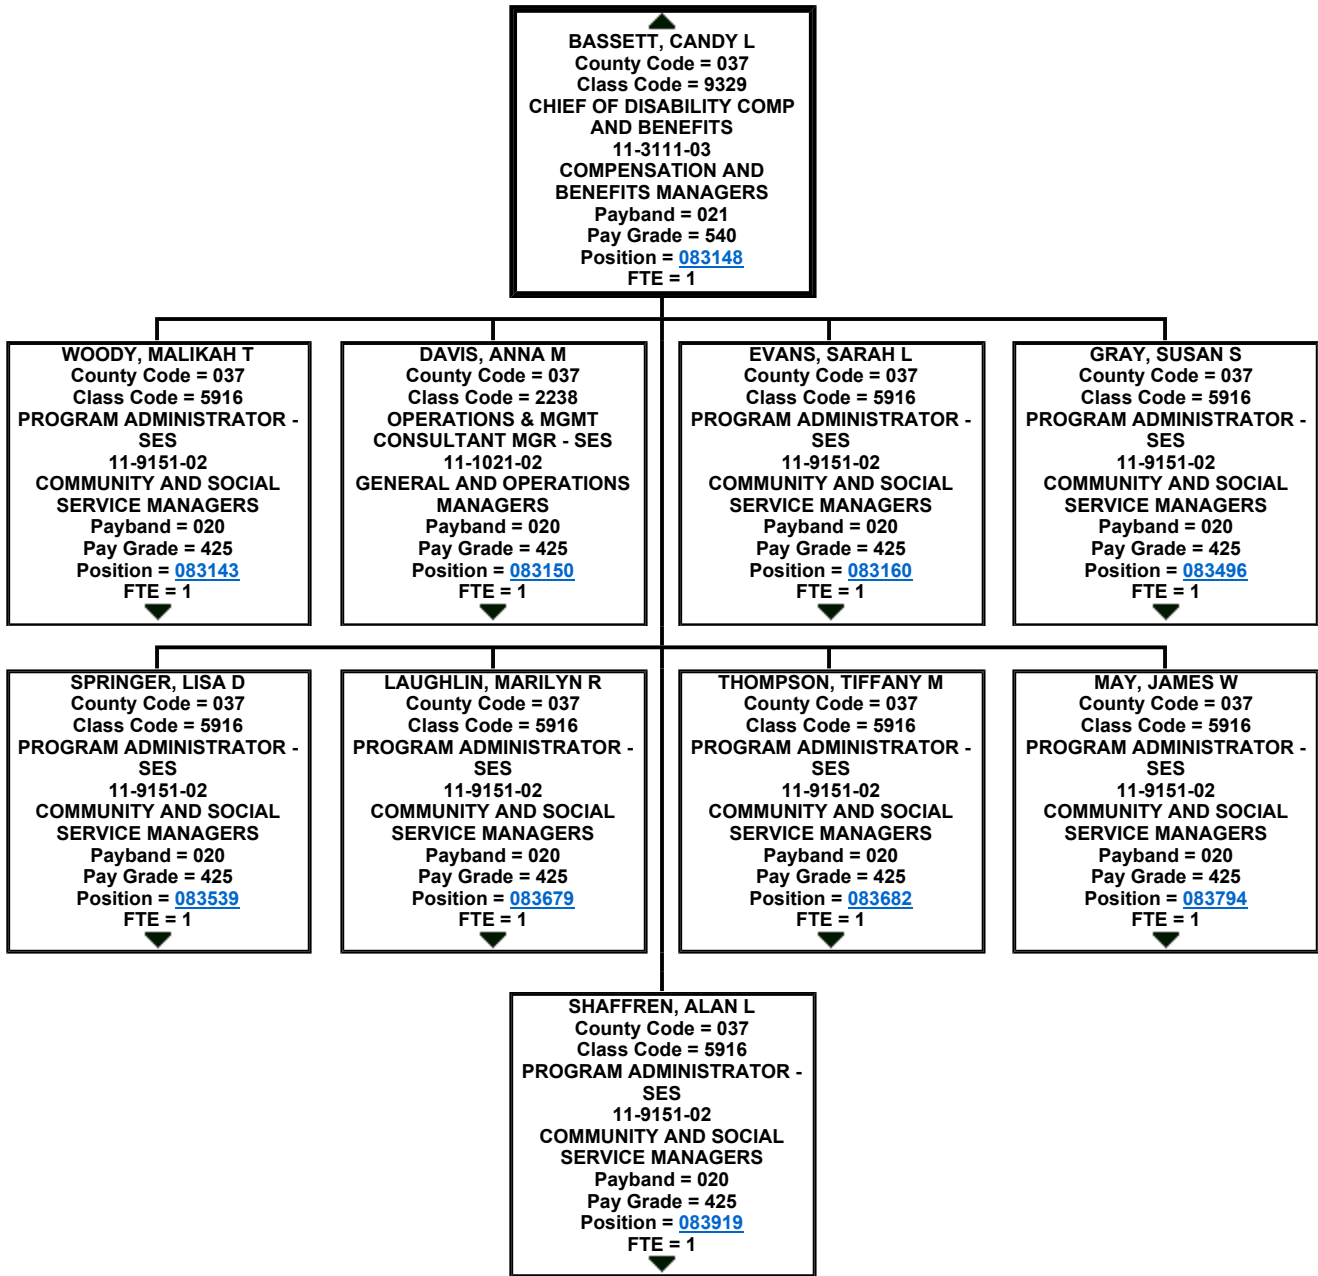 BASSETT, CANDY L
County Code = 037
Class Code = 9329
CHIEF OF DISABILITY COMP
AND BENEFITS
11-3111-03
COMPENSATION AND
BENEFITS MANAGERS
Payband = 021
Pay Grade = 540
Position = 083148
FTE = 1
WOODY, MALIKAH T
County Code = 037
Class Code = 5916
PROGRAM ADMINISTRATOR -
SES
11-9151-02
COMMUNITY AND SOCIAL
SERVICE MANAGERS
Payband = 020
Pay Grade = 425
Position = 083143
FTE = 1
DAVIS, ANNA M
County Code = 037
Class Code = 2238
OPERATIONS & MGMT
CONSULTANT MGR - SES
11-1021-02
GENERAL AND OPERATIONS
MANAGERS
Payband = 020
Pay Grade = 425
Position = 083150
FTE = 1
EVANS, SARAH L
County Code = 037
Class Code = 5916
PROGRAM ADMINISTRATOR -
SES
11-9151-02
COMMUNITY AND SOCIAL
SERVICE MANAGERS
Payband = 020
Pay Grade = 425
Position = 083160
FTE = 1
GRAY, SUSAN S
County Code = 037
Class Code = 5916
PROGRAM ADMINISTRATOR -
SES
11-9151-02
COMMUNITY AND SOCIAL
SERVICE MANAGERS
Payband = 020
Pay Grade = 425
Position = 083496
FTE = 1
SPRINGER, LISA D
County Code = 037
Class Code = 5916
PROGRAM ADMINISTRATOR -
SES
11-9151-02
COMMUNITY AND SOCIAL
SERVICE MANAGERS
Payband = 020
Pay Grade = 425
Position = 083539
FTE = 1
LAUGHLIN, MARILYN R
County Code = 037
Class Code = 5916
PROGRAM ADMINISTRATOR -
SES
11-9151-02
COMMUNITY AND SOCIAL
SERVICE MANAGERS
Payband = 020
Pay Grade = 425
Position = 083679
FTE = 1
THOMPSON, TIFFANY M
County Code = 037
Class Code = 5916
PROGRAM ADMINISTRATOR -
SES
11-9151-02
COMMUNITY AND SOCIAL
SERVICE MANAGERS
Payband = 020
Pay Grade = 425
Position = 083682
FTE = 1
MAY, JAMES W
County Code = 037
Class Code = 5916
PROGRAM ADMINISTRATOR -
SES
11-9151-02
COMMUNITY AND SOCIAL
SERVICE MANAGERS
Payband = 020
Pay Grade = 425
Position = 083794
FTE = 1
SHAFFREN, ALAN L
County Code = 037
Class Code = 5916
PROGRAM ADMINISTRATOR -
SES
11-9151-02
COMMUNITY AND SOCIAL
SERVICE MANAGERS
Payband = 020
Pay Grade = 425
Position = 083919
FTE = 1